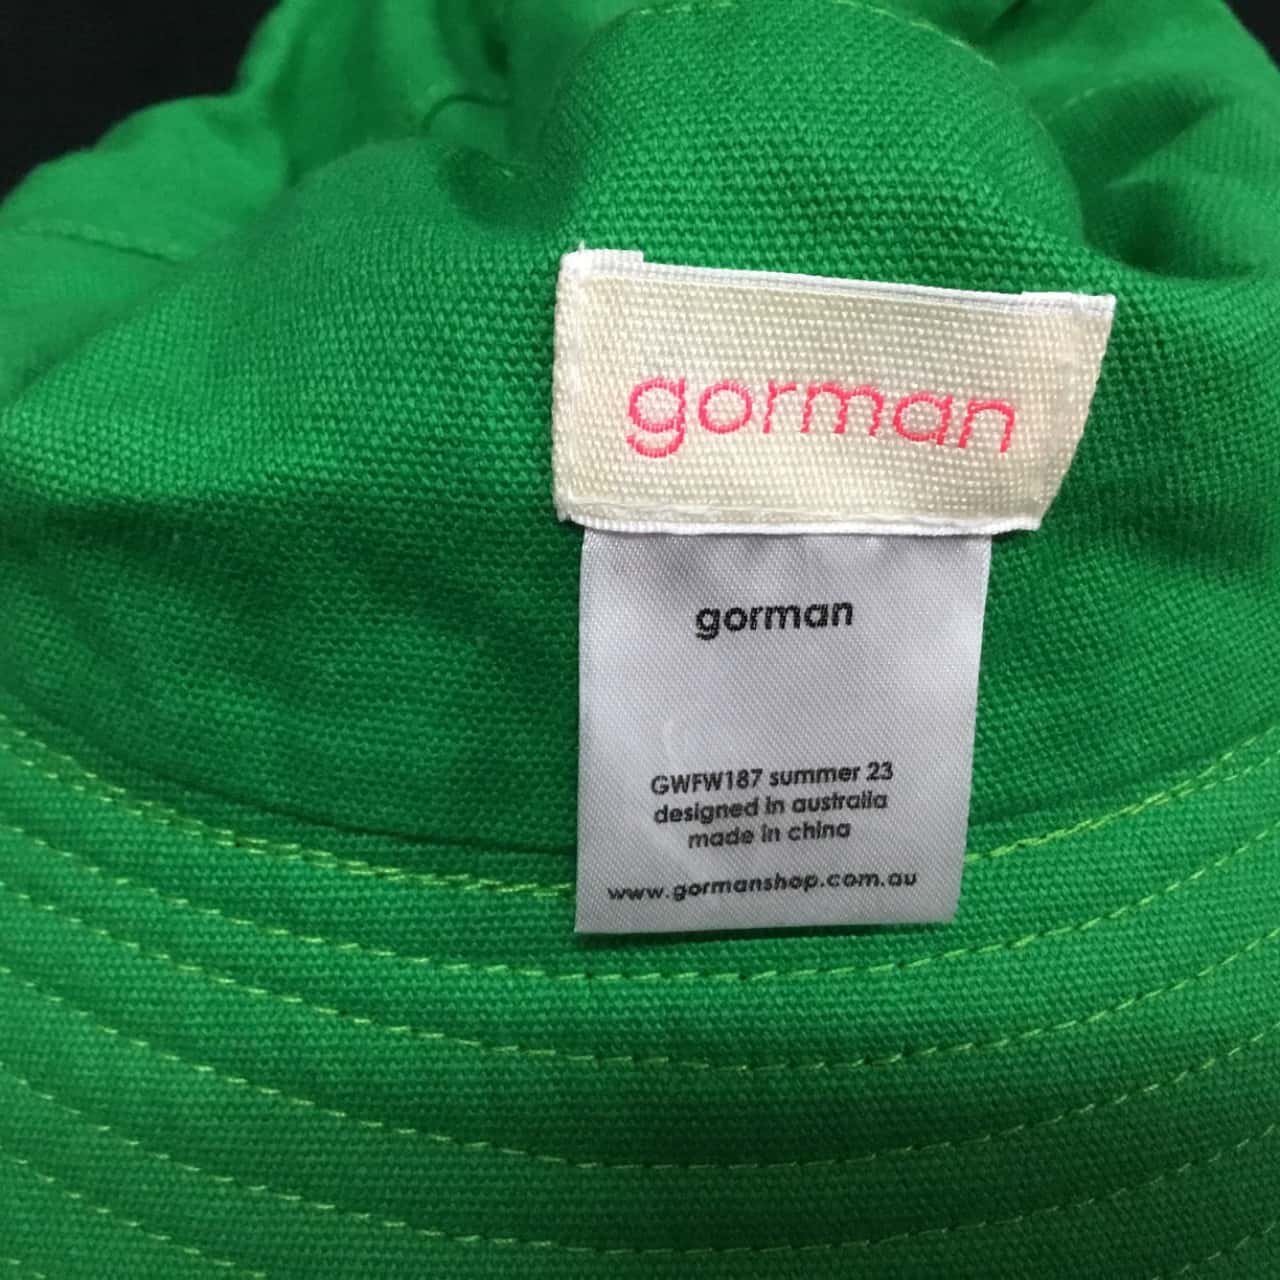 gorman
gorman
GWFW187 summer 23
designed in australia
made in china
www.gormanshop.com.au